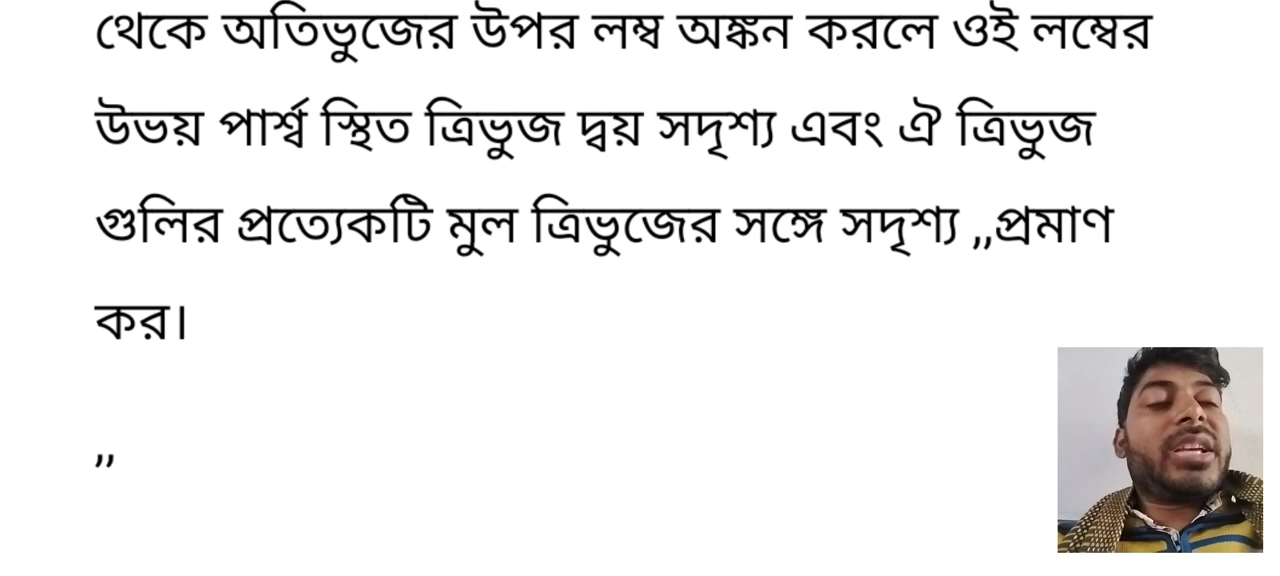 থেকে অতিভুজের উপর লম্ব অঙ্কন করলে ওই লম্বের
উভয় পার্শ্ব স্থিত ত্রিভুজ দ্বয় সদৃশ্য এবং ঐ ত্রিভুজ
গুলির প্রত্যেকটি মুল ত্রিভুজের সঙ্গে সদৃশ্য ,,প্রমাণ
কর।
,,